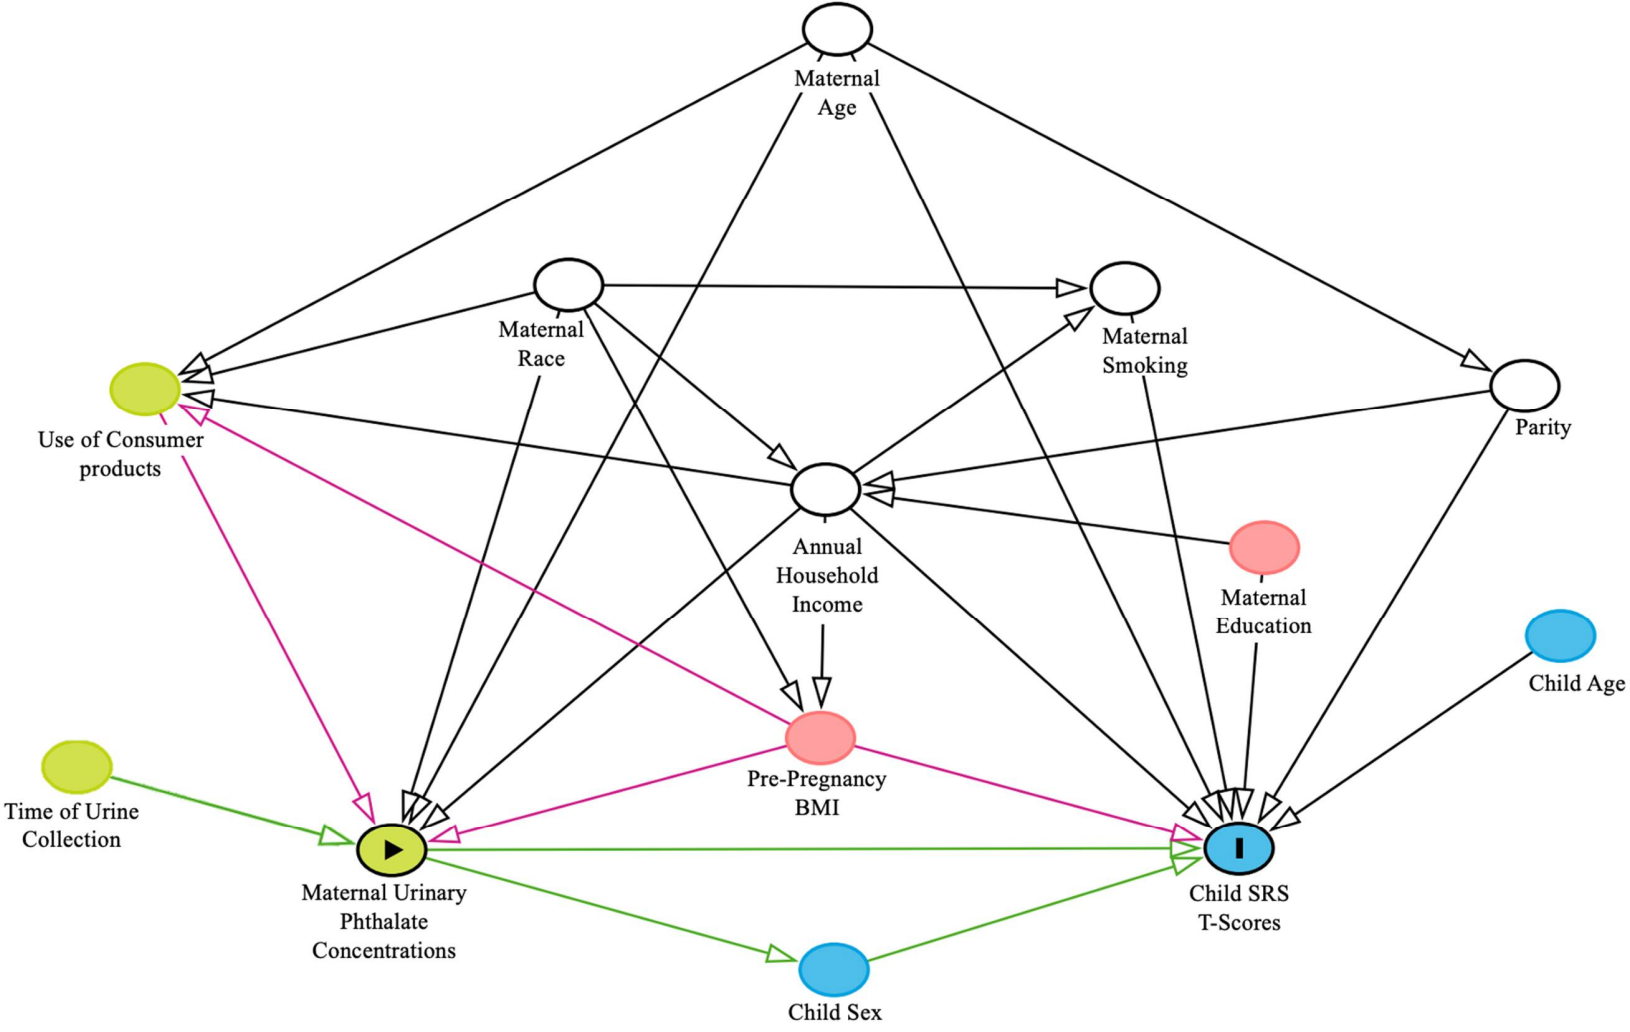 Maternal
Age
Maternal
Race
Maternal
Smoking
Use of Consumer
products
Parity
Annual
Household
Income
Maternal
Education
Child Age
Time of Urine
Collection
Pre-Pregnancy
BMI
Maternal Urinary
Phthalate
Concentrations
Child SRS
T-Scores
Child Sex